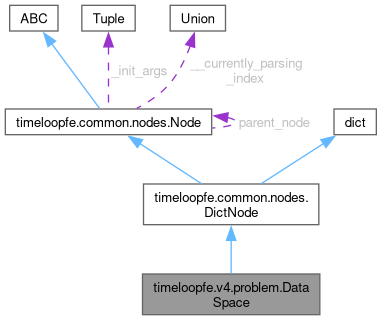 ABC
Tuple
Union
_init_args
__currently_parsing
_index
timeloopfe.common.nodes.Node
parent_node
dict
timeloopfe.common.nodes.
DictNode
timeloopfe.v4.problem.Data
Space